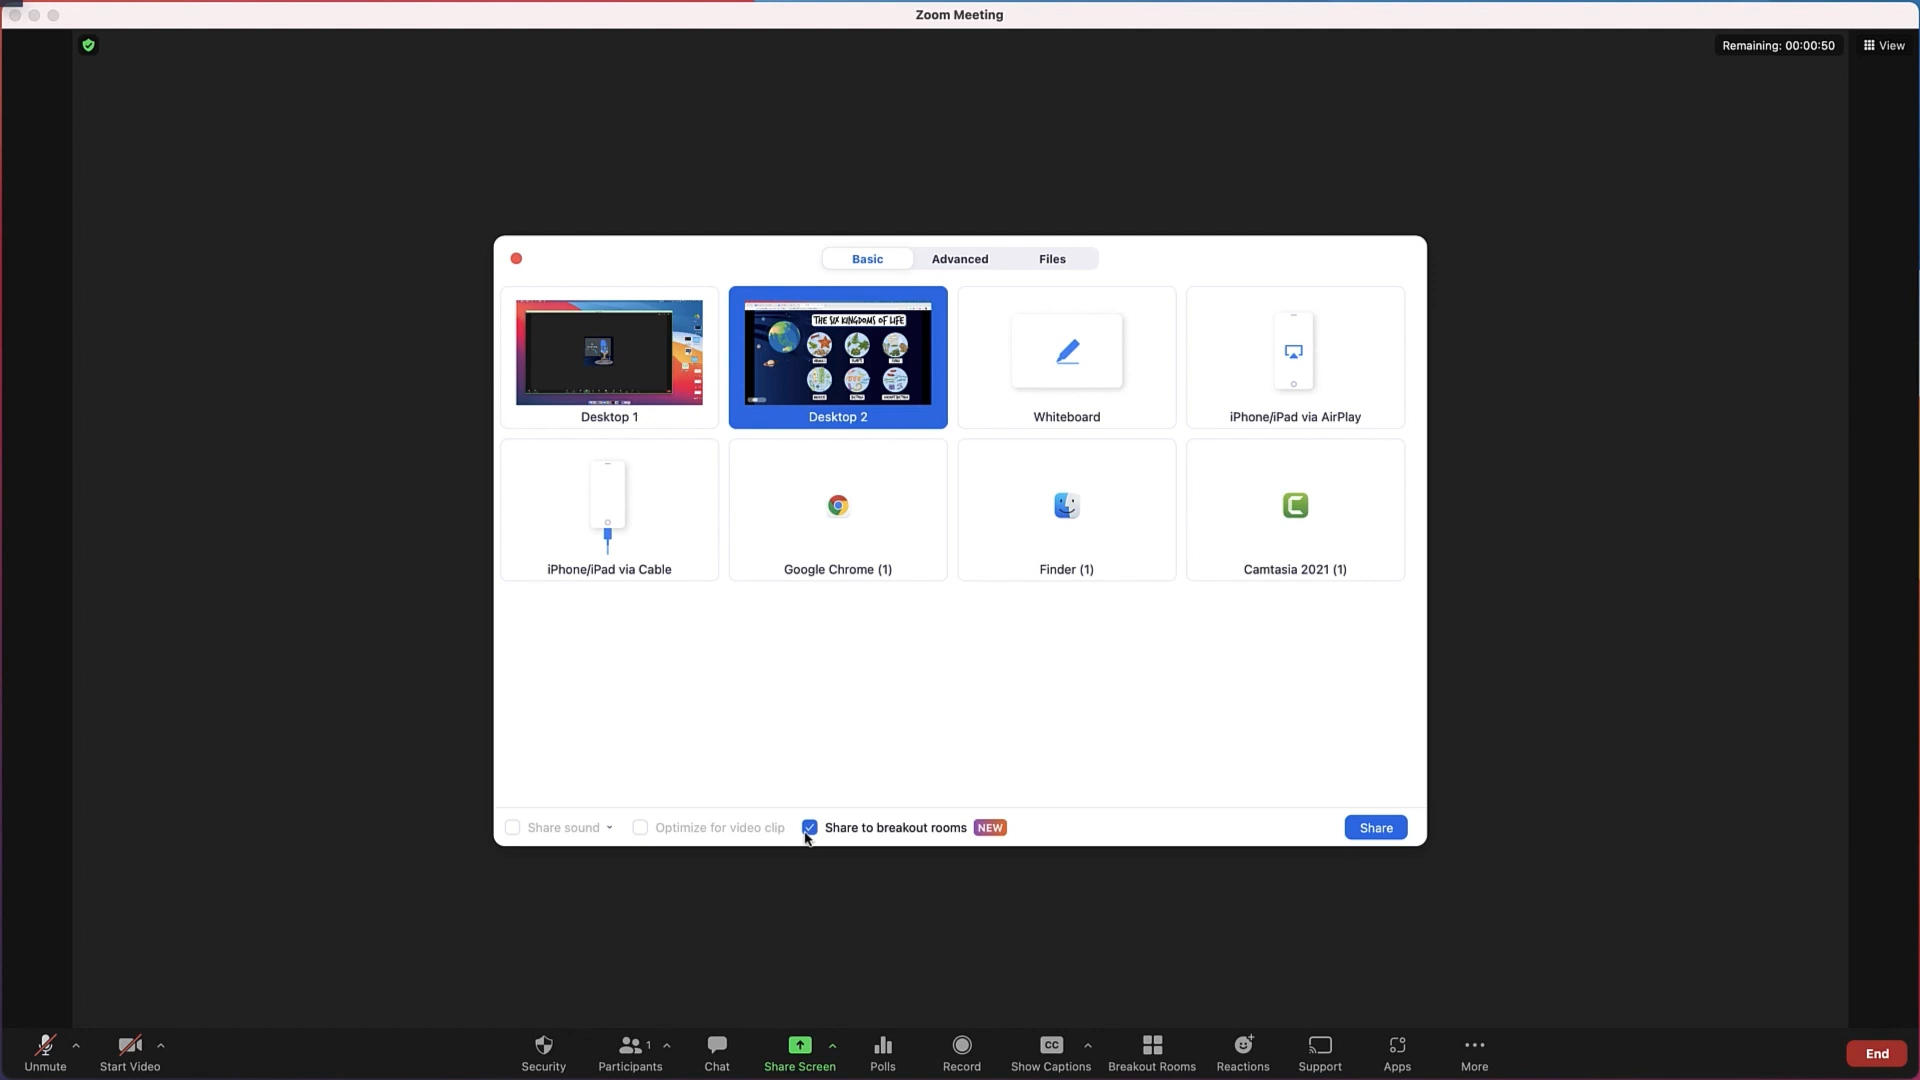 Zoom Meeting
Remaining: 00:00:50
View
Basic
Advanced
Files
THE SIX KINGDOMS OF LIFE
Desktop 1
Desktop 2
Whiteboard
iPhone/iPad via AirPlay
iPhone/iPad via Cable
Google Chrome (1)
Finder (1)
Camtasia 2021 (1)
Share sound
Optimize for video clip
Share to breakout rooms
NEW
Share
1
CC
Unmute
Start Video
Security
Participants
Chat
Share Screen
Polls
Record
Show Captions
Breakout Rooms
Reactions
Support
Apps
More
End